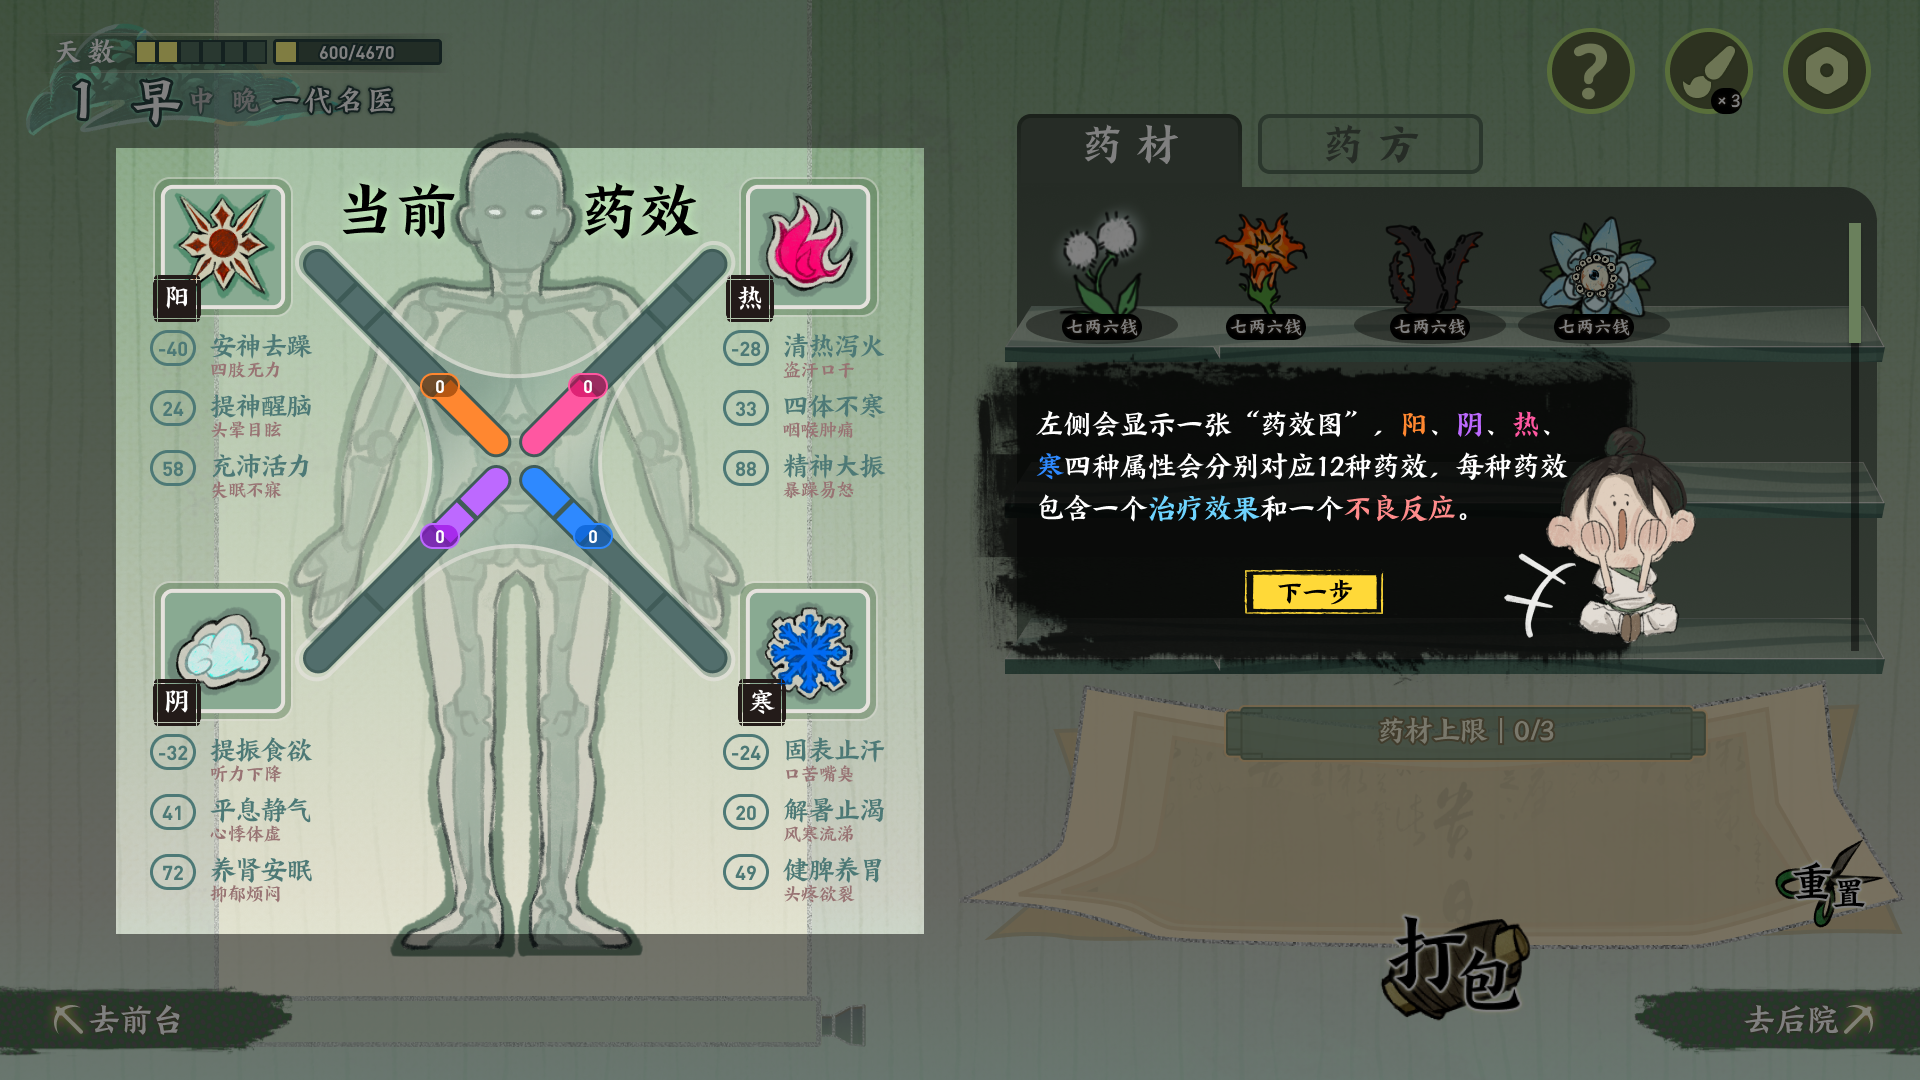 天数
600/4670
1 早 中 晚 一代名医
×3
当前 药效
阳
-40 安神去躁
四肢无力
24 提神醒脑
头晕目眩
58 充沛活力
失眠不寐
热
-28 清热泻火
盗汗口干
33 四体不寒
咽喉肿痛
88 精神大振
暴躁易怒
0
0
0
0
阴
-32 提振食欲
听力下降
41 平息静气
心悸体虚
72 养肾安眠
抑郁烦闷
寒
-24 固表止汗
口苦嘴臭
20 解暑止渴
风寒流涕
49 健脾养胃
头疼欲裂
药材
药方
七两六钱
七两六钱
七两六钱
七两六钱
左侧会显示一张“药效图”，阳、阴、热、
寒四种属性会分别对应12种药效，每种药效
包含一个治疗效果和一个不良反应。
下一步
药材上限｜0/3
重置
打包
去前台
去后院